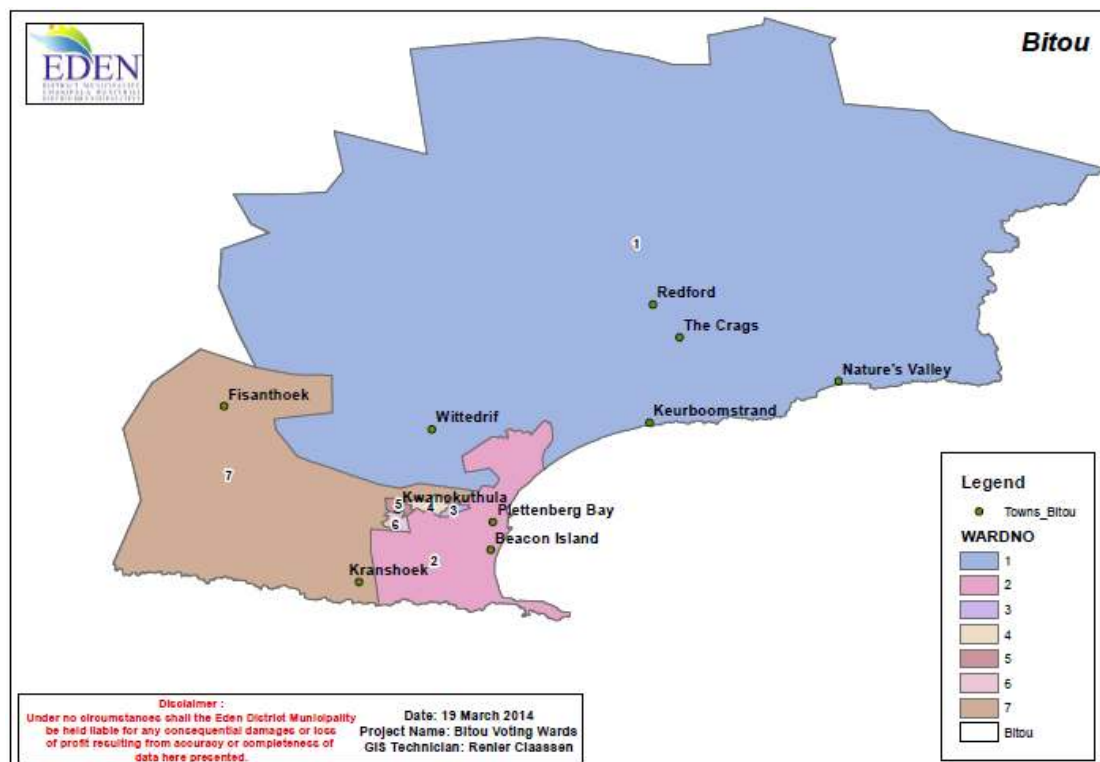 EDEN
Bitou
1
Redford
The Crags
Nature's Valley
Fisanthoek
Keurboomstrand
Wittedrif
7
Kwanokuthula
5
4
3
6
Plettenberg Bay
Beacon Island
2
Kranshoek
Legend
Towns_Bitou
WARDNO
1
2
3
4
5
6
7
Bitou
Disclaimer :
Under no circumstances shall the Eden District Municipality
be held liable for any consequential damages or loss
of profit resulting from accuracy or completeness of
data here presented.
Date: 19 March 2014
Project Name: Bitou Voting Wards
GIS Technician: Renier Claassen